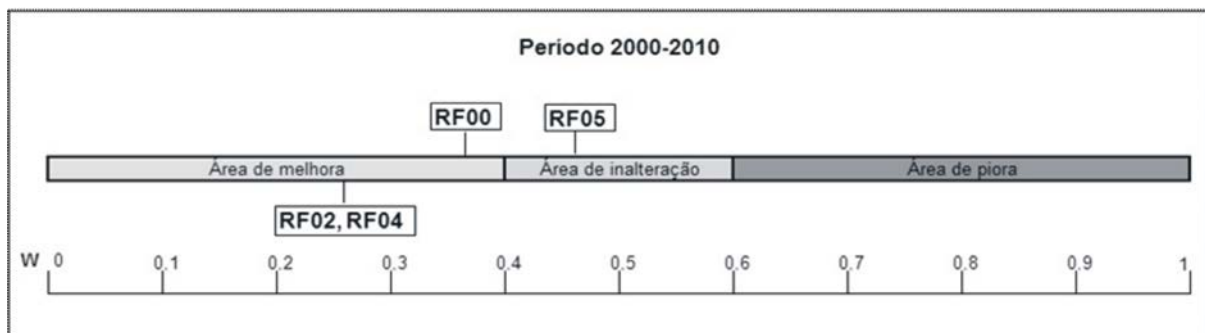 Período 2000-2010
RF00 RF05
Área de melhora Área de inalteração Área de piora
RF02, RF04
W 0 0.1 0.2 0.3 0.4 0.5 0.6 0.7 0.8 0.9 1